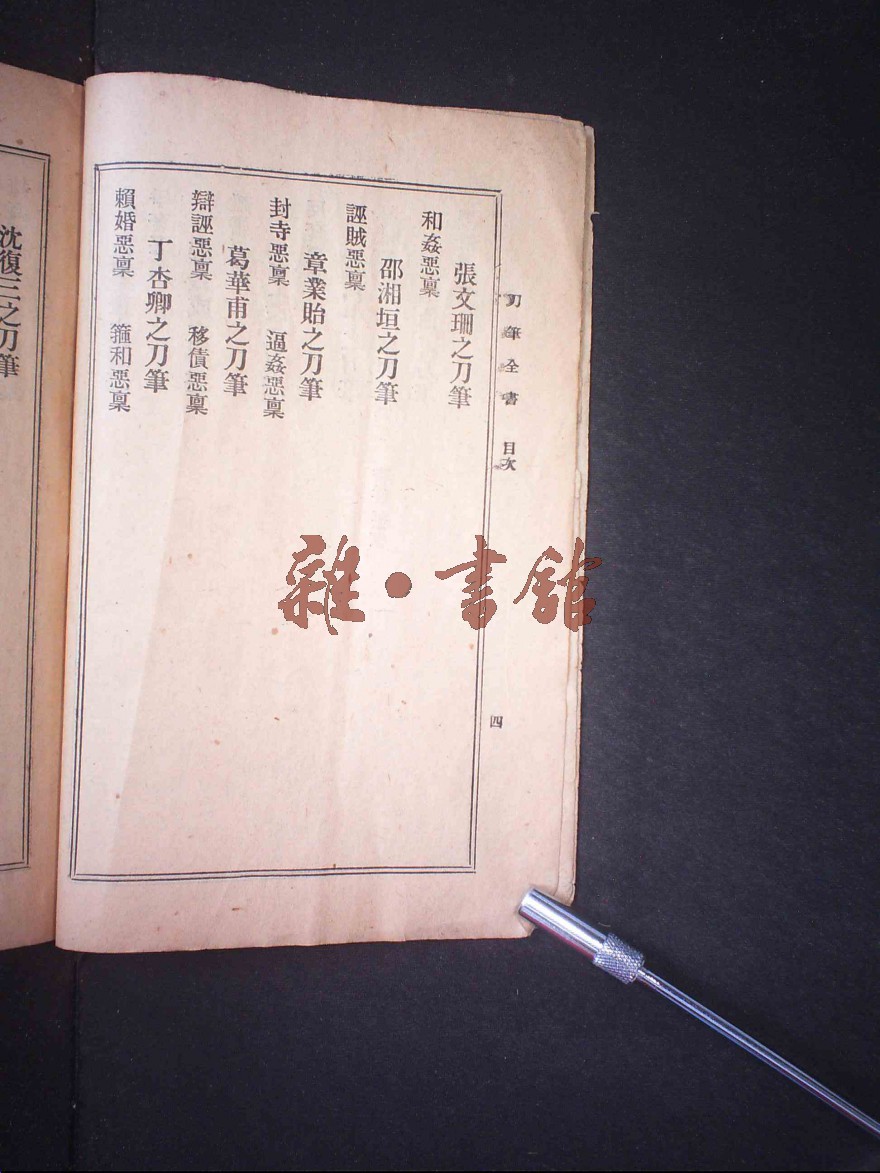 刀筆全書 目次
四
張文珊之刀筆
和姦惡稟
邵湘垣之刀筆
誣賊惡稟
章業貽之刀筆
封寺惡稟 逼姦惡稟
葛華甫之刀筆
辯誣惡稟 移債惡稟
丁杏卿之刀筆
賴婚惡稟 箍和惡稟
沈復三之刀筆
雜·書館